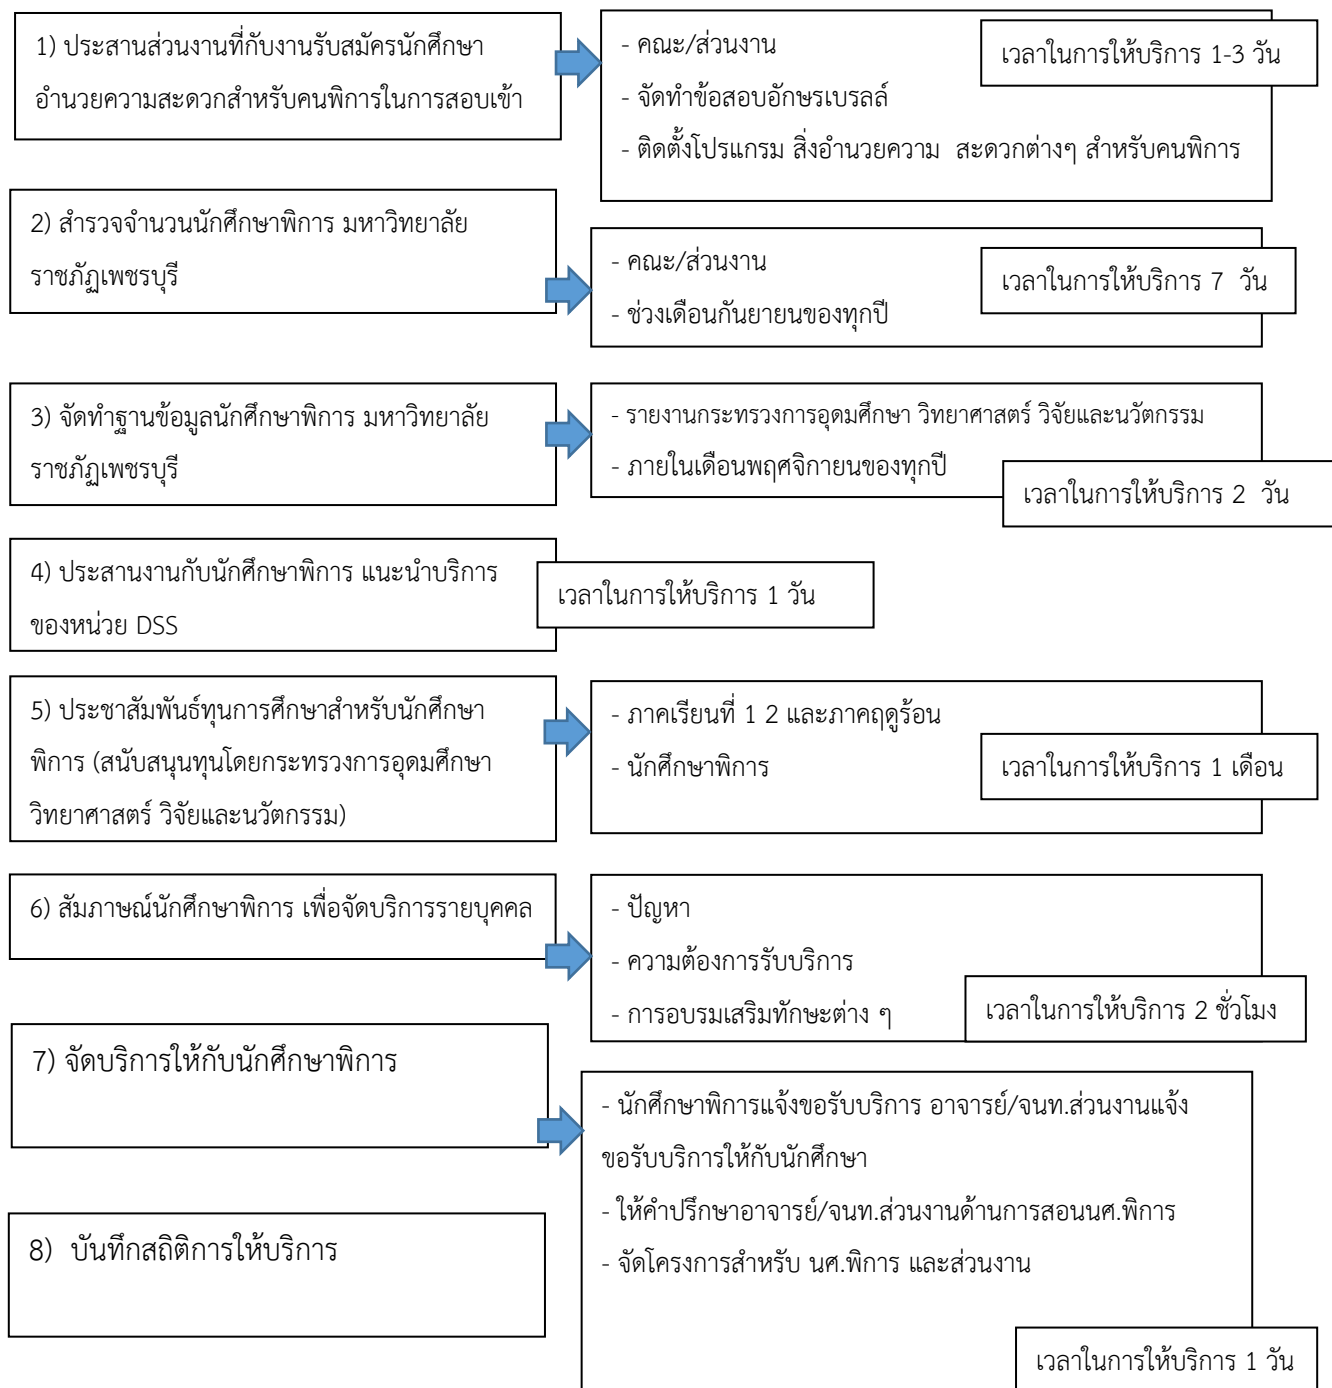 1) ประสานส่วนงานที่กับงานรับสมัครนักศึกษา
อำนวยความสะดวกสำหรับคนพิการในการสอบเข้า
- คณะ/ส่วนงาน
- จัดทำข้อสอบอักษรเบรลล์
- ติดตั้งโปรแกรม สิ่งอำนวยความ สะดวกต่างๆ สำหรับคนพิการ
เวลาในการให้บริการ 1-3 วัน
2) สำรวจจำนวนนักศึกษาพิการ มหาวิทยาลัย
ราชภัฏเพชรบุรี
- คณะ/ส่วนงาน
- ช่วงเดือนกันยายนของทุกปี
เวลาในการให้บริการ 7 วัน
3) จัดทำฐานข้อมูลนักศึกษาพิการ มหาวิทยาลัย
ราชภัฏเพชรบุรี
- รายงานกระทรวงการอุดมศึกษา วิทยาศาสตร์ วิจัยและนวัตกรรม
- ภายในเดือนพฤศจิกายนของทุกปี
เวลาในการให้บริการ 2 วัน
4) ประสานงานกับนักศึกษาพิการ แนะนำบริการ
ของหน่วย DSS
เวลาในการให้บริการ 1 วัน
5) ประชาสัมพันธ์ทุนการศึกษาสำหรับนักศึกษา
พิการ (สนับสนุนทุนโดยกระทรวงการอุดมศึกษา
วิทยาศาสตร์ วิจัยและนวัตกรรม)
- ภาคเรียนที่ 1 2 และภาคฤดูร้อน
- นักศึกษาพิการ
เวลาในการให้บริการ 1 เดือน
6) สัมภาษณ์นักศึกษาพิการ เพื่อจัดบริการรายบุคคล
- ปัญหา
- ความต้องการรับบริการ
- การอบรมเสริมทักษะต่าง ๆ
เวลาในการให้บริการ 2 ชั่วโมง
7) จัดบริการให้กับนักศึกษาพิการ
- นักศึกษาพิการแจ้งขอรับบริการ อาจารย์/จนท.ส่วนงานแจ้ง
ขอรับบริการให้กับนักศึกษา
- ให้คำปรึกษาอาจารย์/จนท.ส่วนงานด้านการสอนนศ.พิการ
- จัดโครงการสำหรับ นศ.พิการ และส่วนงาน
เวลาในการให้บริการ 1 วัน
8) บันทึกสถิติการให้บริการ